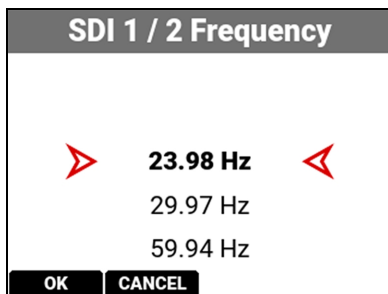 SDI 1 / 2 Frequency
23.98 Hz
29.97 Hz
59.94 Hz
OK CANCEL